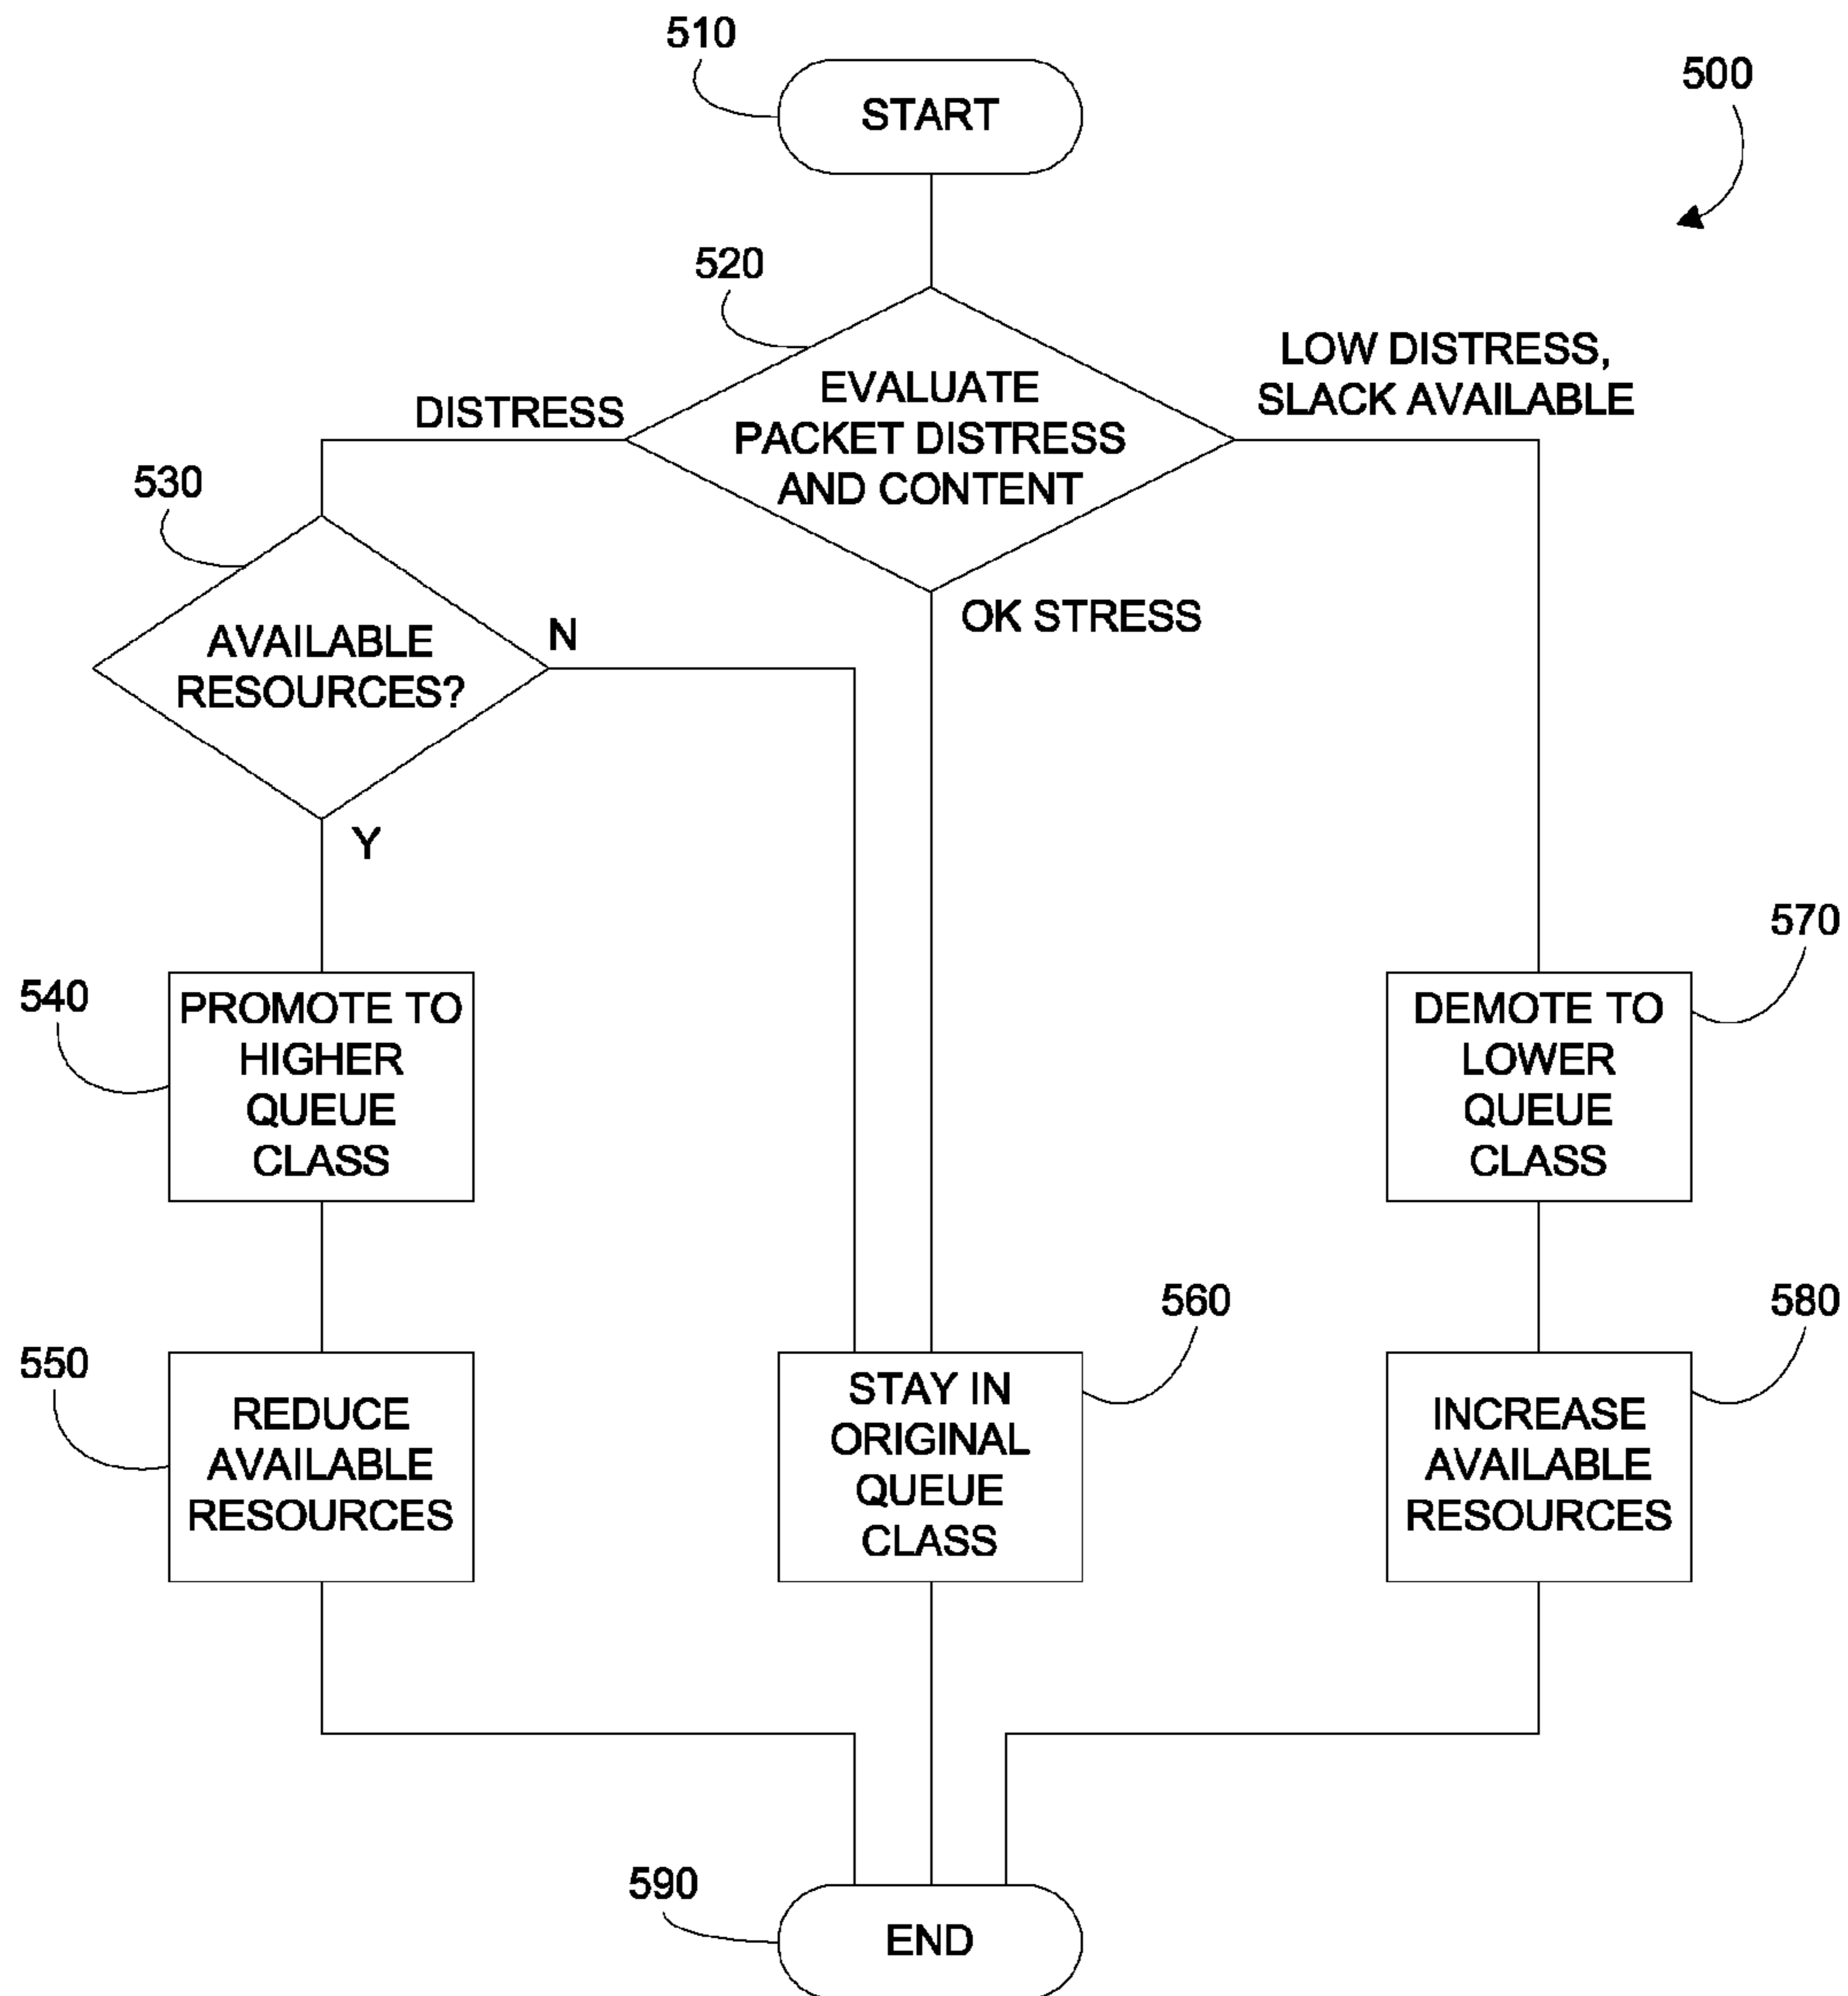 510
START
500
520
EVALUATE
PACKET DISTRESS
AND CONTENT
DISTRESS
LOW DISTRESS,
SLACK AVAILABLE
OK STRESS
530
AVAILABLE
RESOURCES?
N
Y
540
PROMOTE TO
HIGHER
QUEUE
CLASS
570
DEMOTE TO
LOWER
QUEUE
CLASS
550
REDUCE
AVAILABLE
RESOURCES
560
STAY IN
ORIGINAL
QUEUE
CLASS
580
INCREASE
AVAILABLE
RESOURCES
590
END